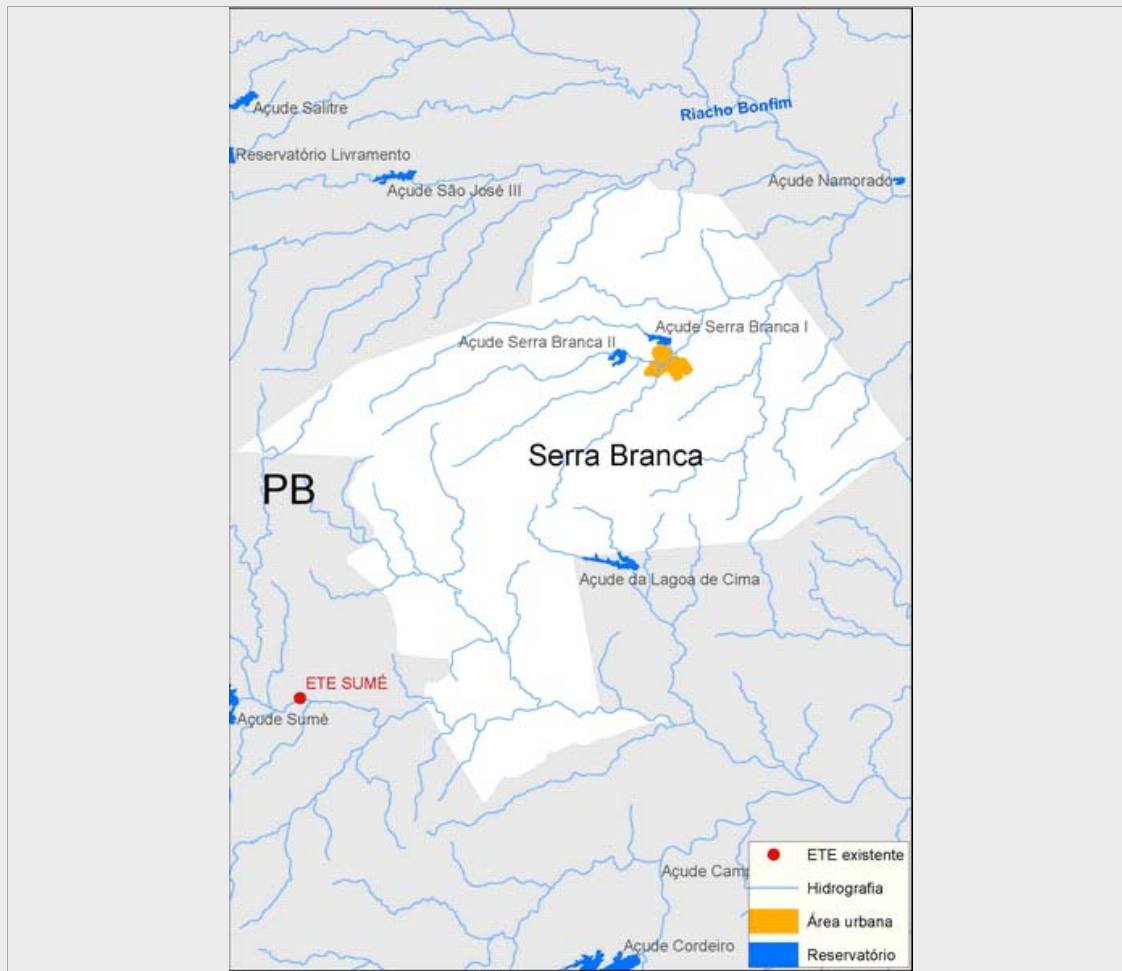 Riacho Bonfim
Açude Salitre
Reservatório Livramento
Açude São José III
Açude Namorado
Açude Serra Branca I
Açude Serra Branca II
Serra Branca
PB
Açude da Lagoa de Cima
ETE SUMÉ
Açude Sumé
Açude Camp
Açude Cordeiro
ETE existente
Hidrografia
Área urbana
Reservatório